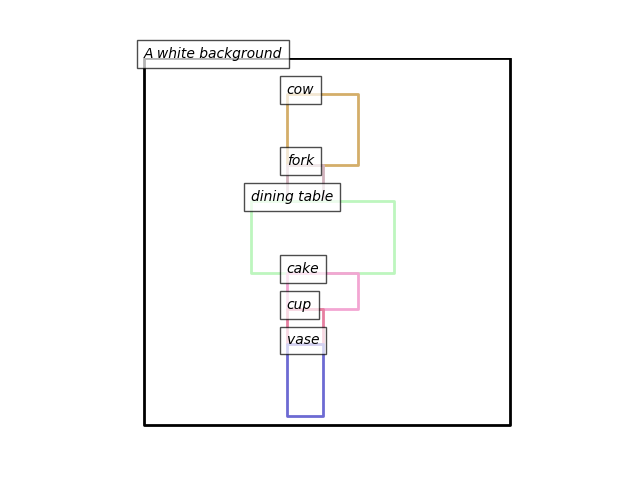 A white background
cow
fork
dining table
cake
cup
vase